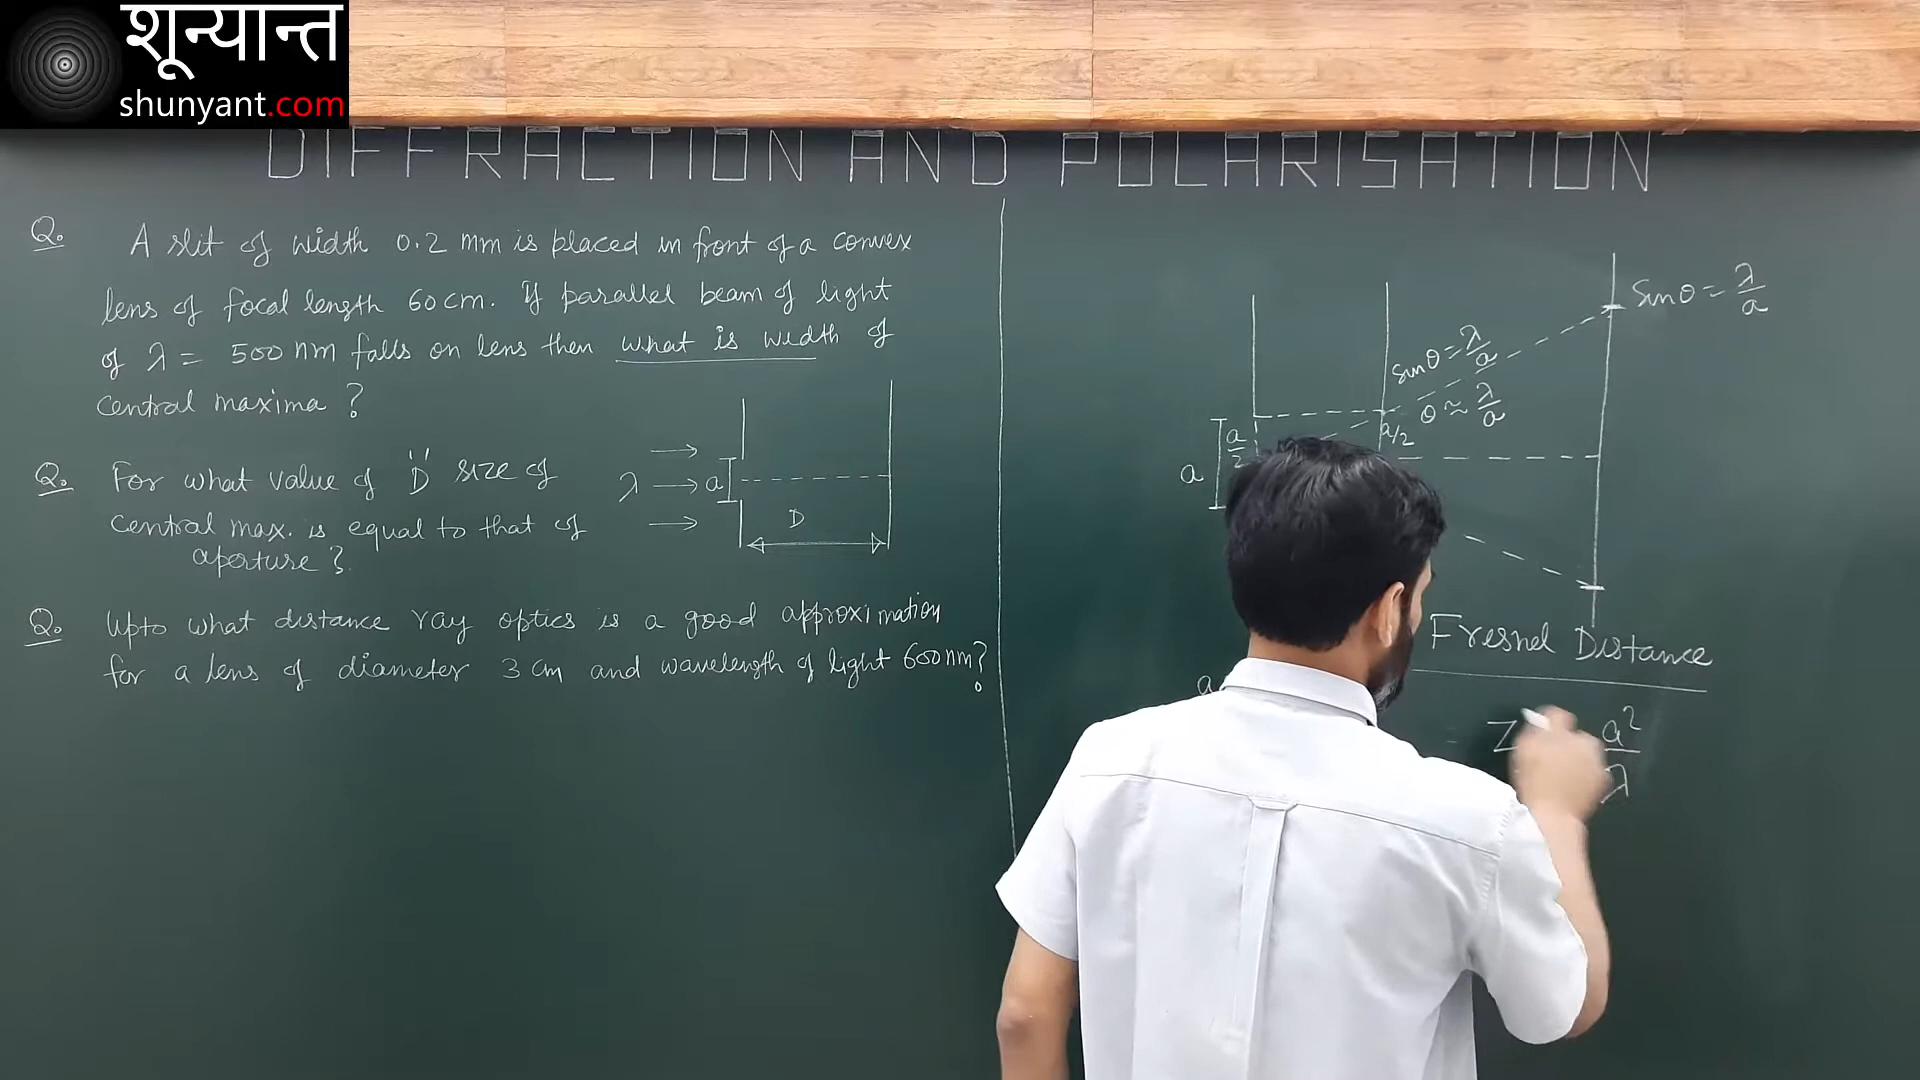 शून्यान्त
shunyant.com
DIFFRACTION AND POLARISATION
Q. A slit of width 0.2 mm is placed in front of a convex
lens of focal length 60 cm. If parallel beam of light
of λ = 500 nm falls on lens then what is width of
central maxima ?
Q. For what value of "D" size of
central max. is equal to that of
aperture ?
λ
a
D
Q. Upto what distance ray optics is a good approximation
for a lens of diameter 3 cm and wavelength of light 600nm?
sinθ = λ/a
sinθ = λ/a
θ ≈ λ/a
a/2
a/2
a
Fresnel Distance
Z
a²/λ
a